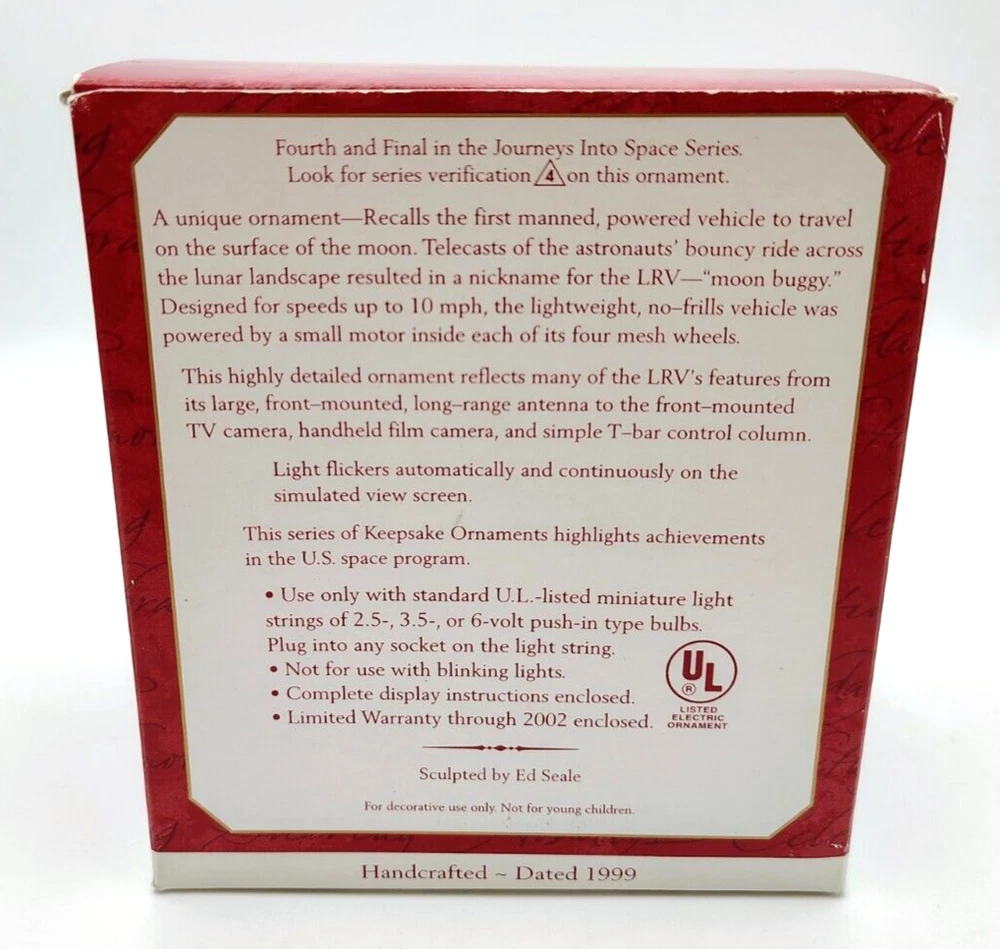 Fourth and Final in the Journeys Into Space Series.
Look for series verification 4 on this ornament.
A unique ornament—Recalls the first manned, powered vehicle to travel
on the surface of the moon. Telecasts of the astronauts' bouncy ride across
the lunar landscape resulted in a nickname for the LRV—“moon buggy.”
Designed for speeds up to 10 mph, the lightweight, no–frills vehicle was
powered by a small motor inside each of its four mesh wheels.
This highly detailed ornament reflects many of the LRV's features from
its large, front–mounted, long–range antenna to the front–mounted
TV camera, handheld film camera, and simple T–bar control column.
Light flickers automatically and continuously on the
simulated view screen.
This series of Keepsake Ornaments highlights achievements
in the U.S. space program.
• Use only with standard U.L.-listed miniature light
strings of 2.5-, 3.5-, or 6-volt push-in type bulbs.
Plug into any socket on the light string.
• Not for use with blinking lights.
• Complete display instructions enclosed.
• Limited Warranty through 2002 enclosed.
UL ®
LISTED
ELECTRIC
ORNAMENT
Sculpted by Ed Seale
For decorative use only. Not for young children.
Handcrafted ~ Dated 1999